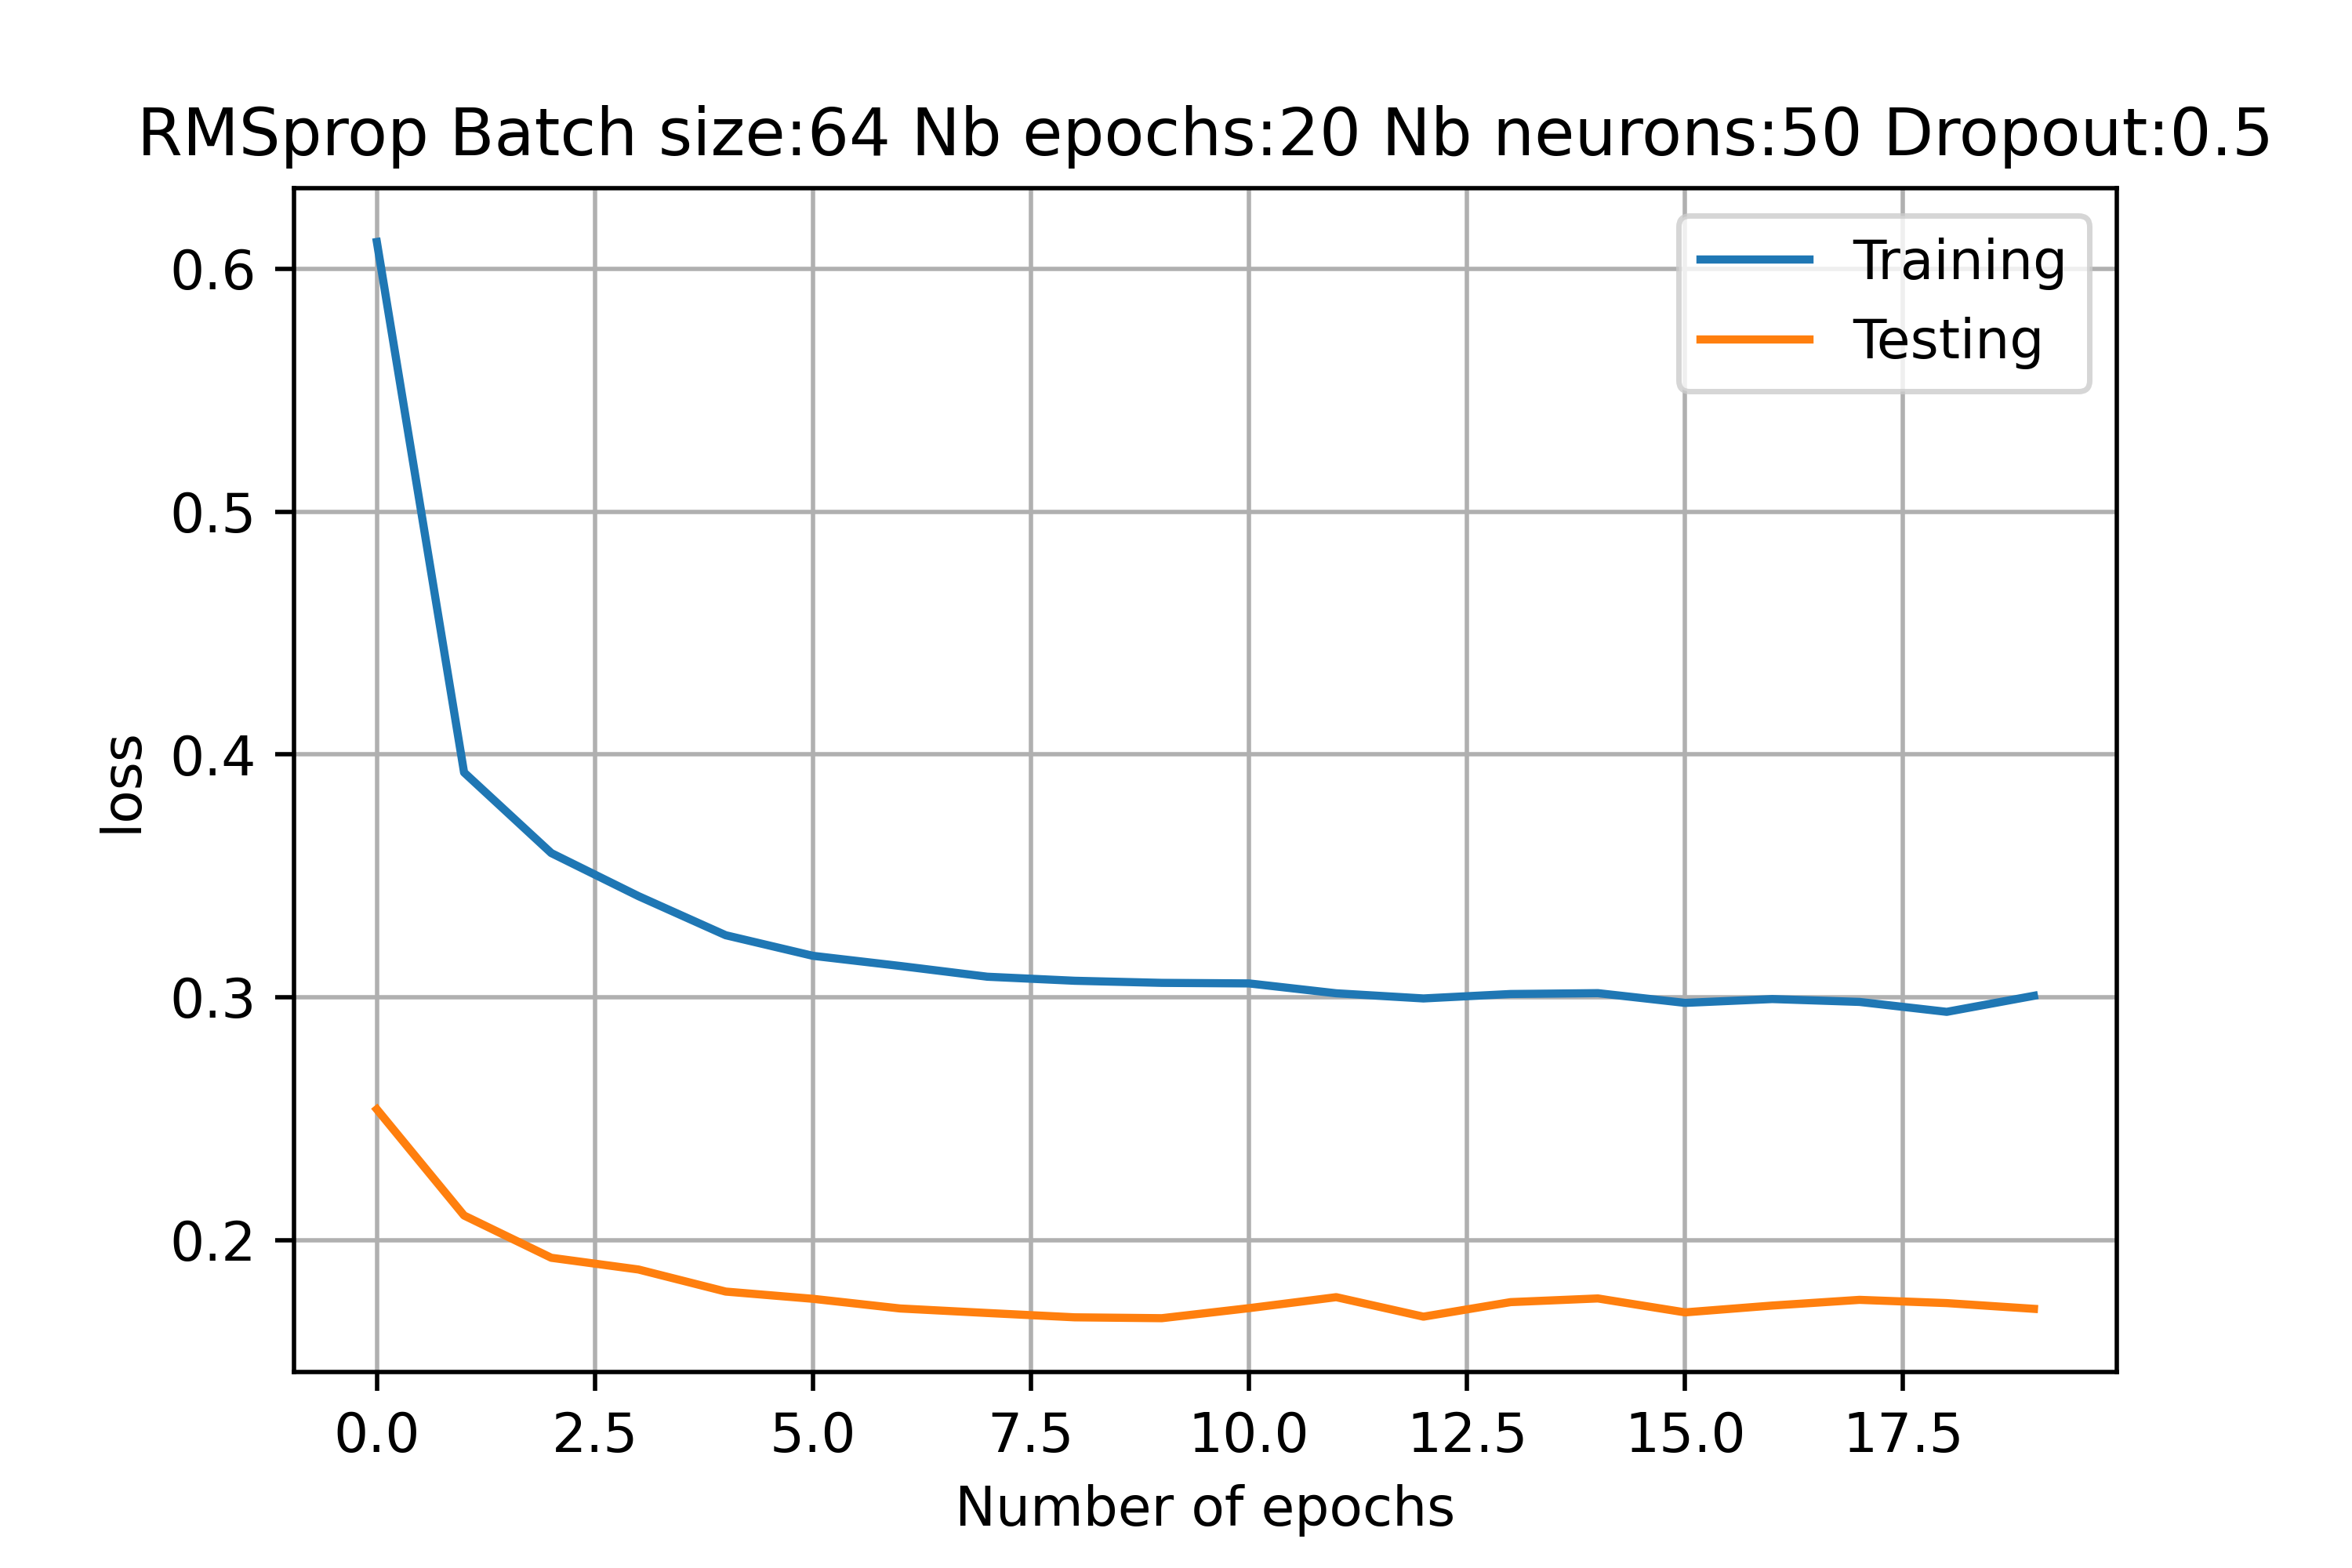 RMSprop Batch size:64 Nb epochs:20 Nb neurons:50 Dropout:0.5
Training
Testing
0.6
0.5
0.4
0.3
0.2
loss
0.0 2.5 5.0 7.5 10.0 12.5 15.0 17.5
Number of epochs